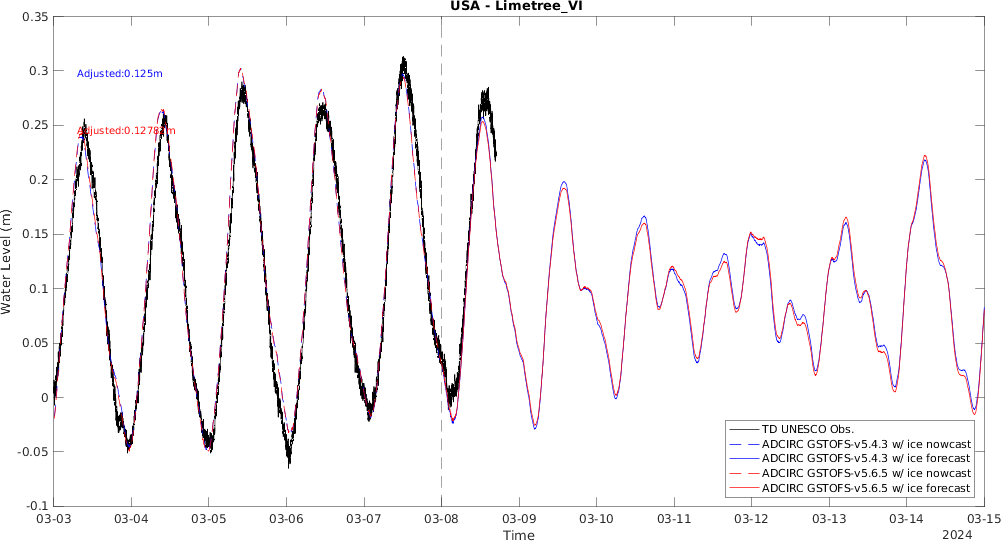 USA - Limetree_VI
0.35
0.3
0.25
0.2
0.15
0.1
0.05
0
-0.05
-0.1
Water Level (m)
Adjusted:0.125m
TD UNESCO Obs.
ADCIRC GSTOFS-v5.4.3 w/ ice nowcast
ADCIRC GSTOFS-v5.4.3 w/ ice forecast
ADCIRC GSTOFS-v5.6.5 w/ ice nowcast
ADCIRC GSTOFS-v5.6.5 w/ ice forecast
03-03 03-04 03-05 03-06 03-07 03-08 03-09 03-10 03-11 03-12 03-13 03-14 03-15
Time
2024